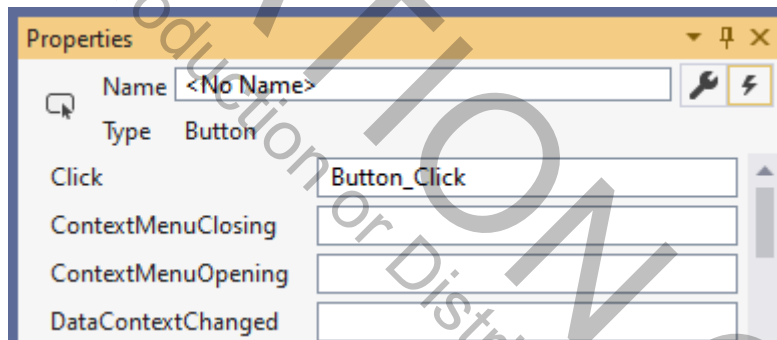 Properties
Name <No Name>
Type Button
Click Button_Click
ContextMenuClosing
ContextMenuOpening
DataContextChanged